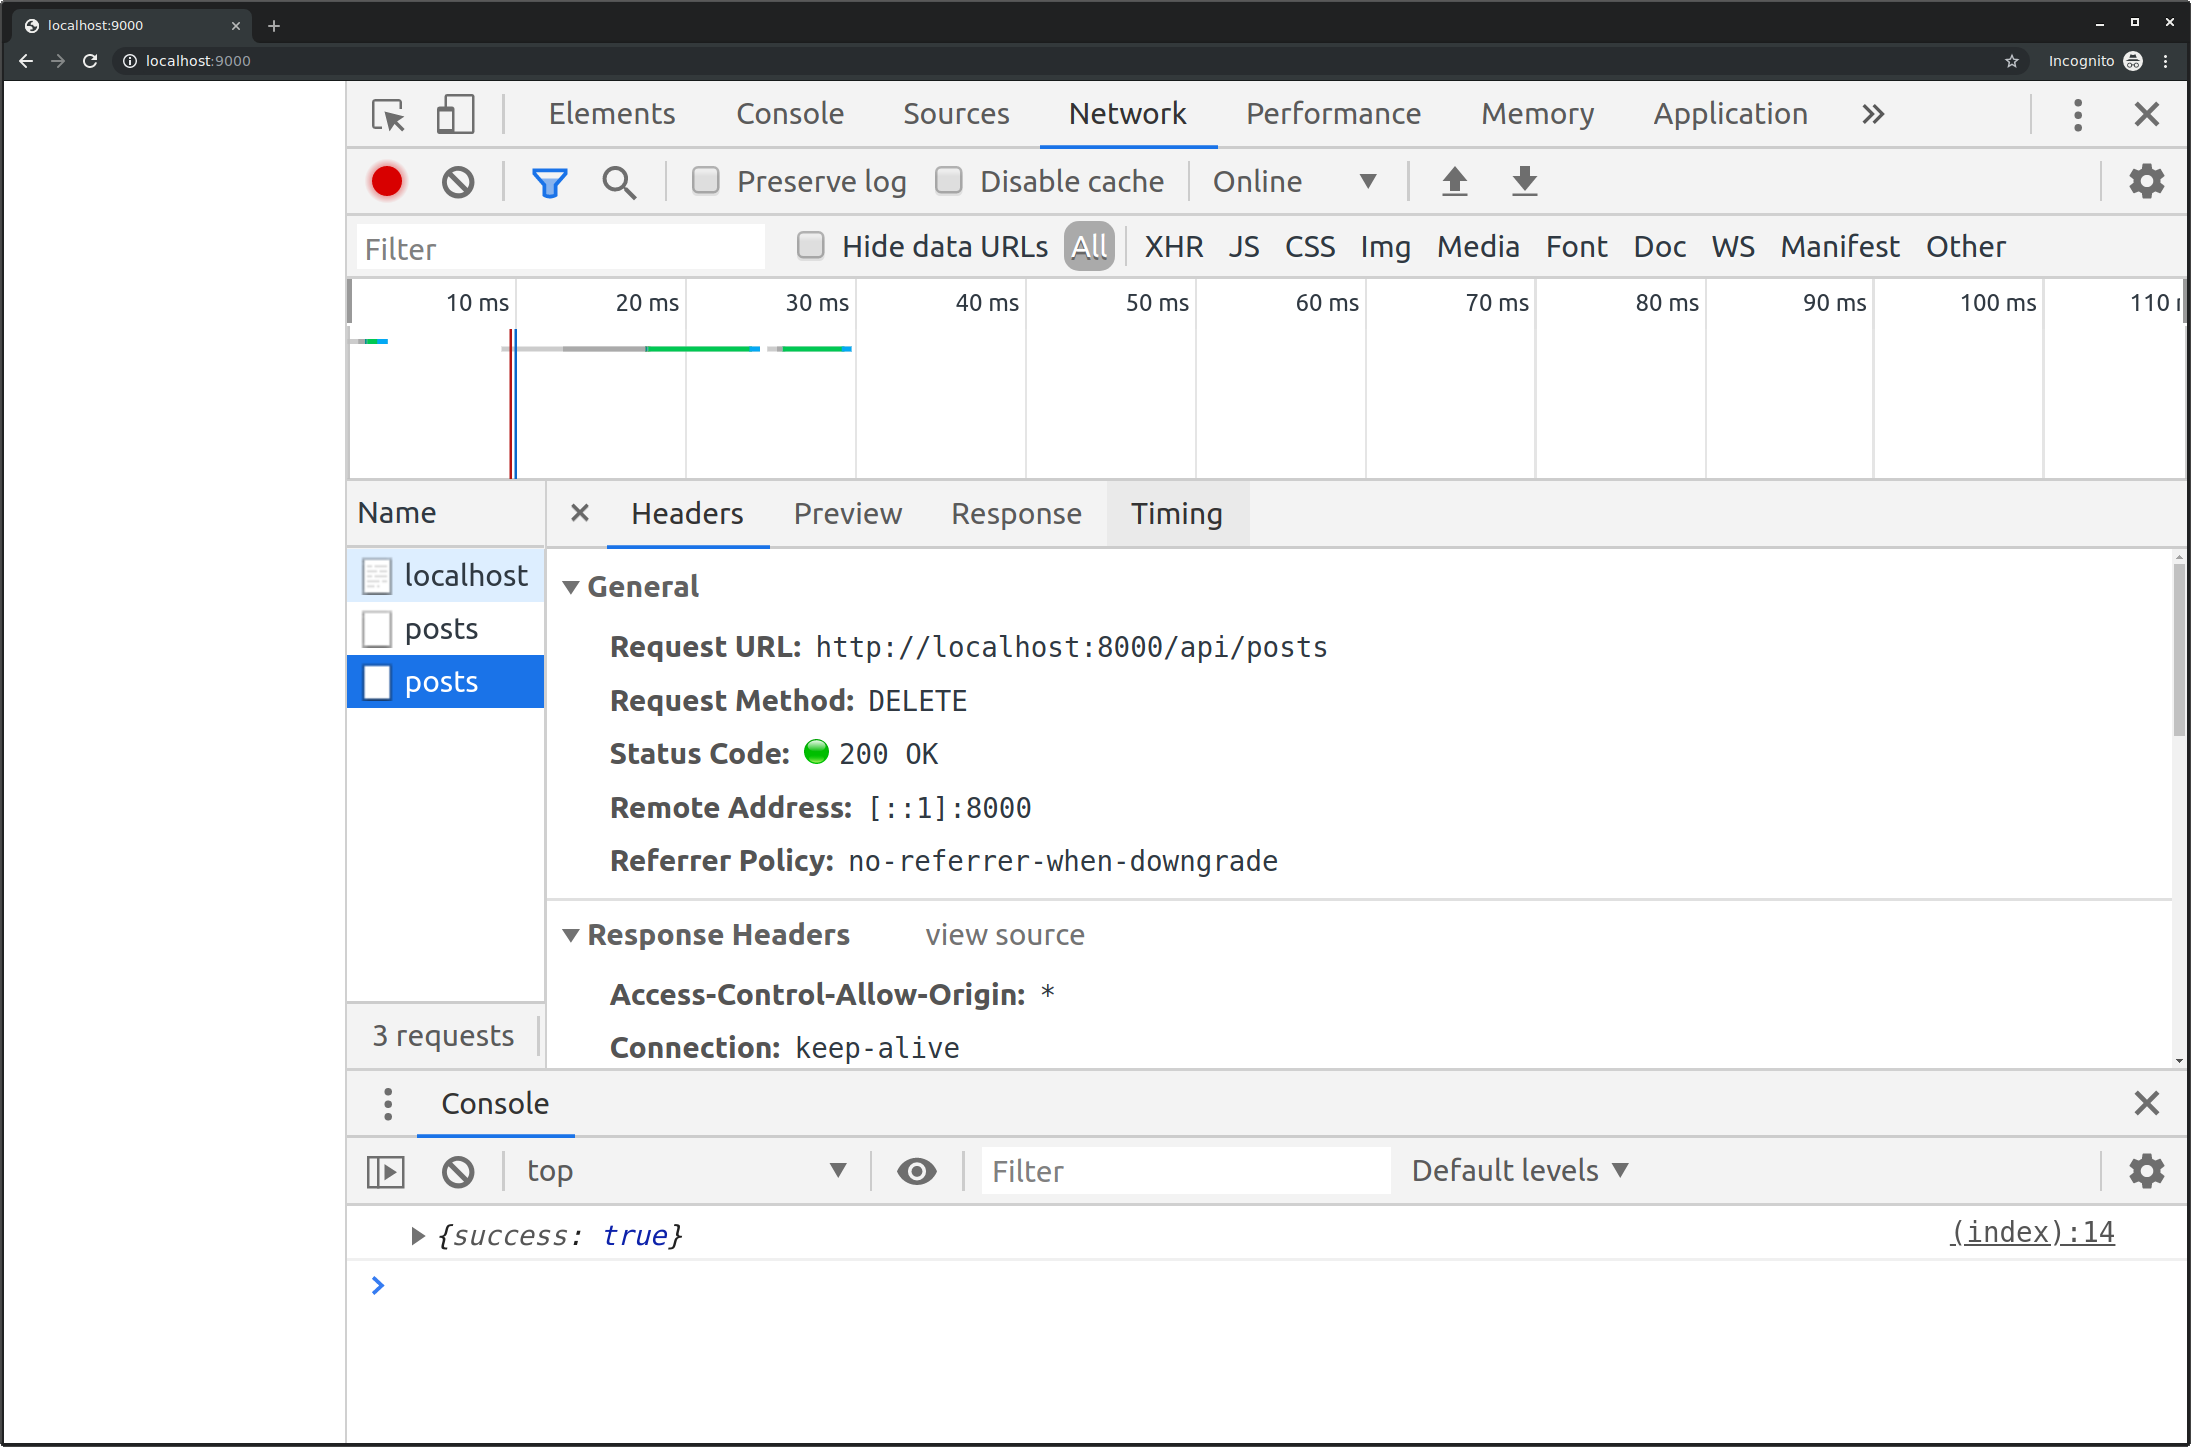 localhost:9000
localhost:9000 Incognito
Elements Console Sources Network Performance Memory Application
Preserve log Disable cache Online
Filter Hide data URLs All XHR JS CSS Img Media Font Doc WS Manifest Other
10 ms 20 ms 30 ms 40 ms 50 ms 60 ms 70 ms 80 ms 90 ms 100 ms 110
Name Headers Preview Response Timing
localhost
posts
posts
3 requests
General
Request URL: http://localhost:8000/api/posts
Request Method: DELETE
Status Code: 200 OK
Remote Address: [::1]:8000
Referrer Policy: no-referrer-when-downgrade
Response Headers view source
Access-Control-Allow-Origin: *
Connection: keep-alive
Console
top Filter Default levels
{success: true} (index):14